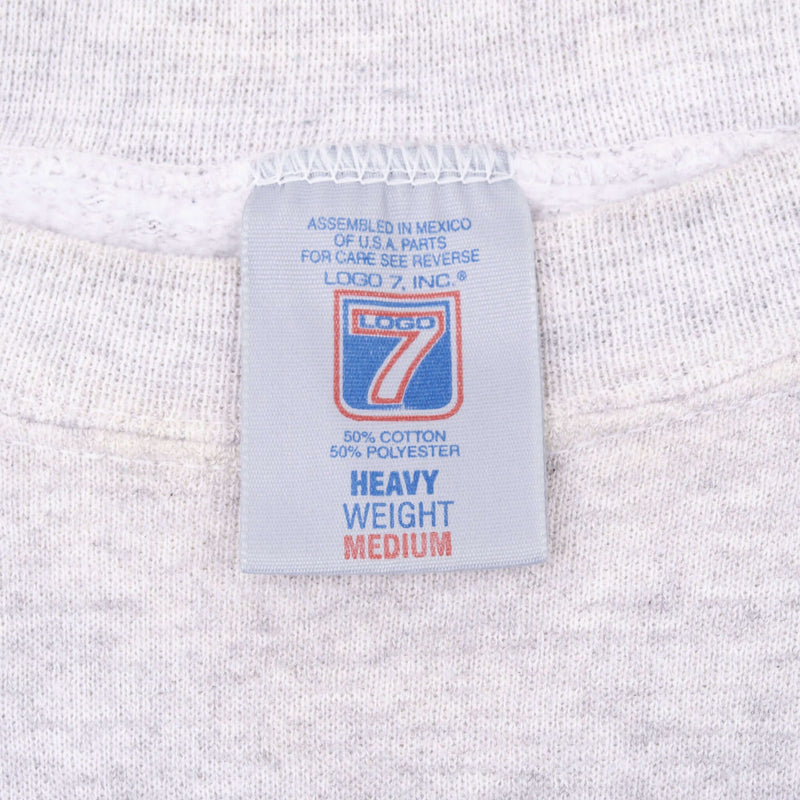 ASSEMBLED IN MEXICO
OF U.S.A. PARTS
FOR CARE SEE REVERSE
LOGO 7, INC.®
LOGO
7
50% COTTON
50% POLYESTER
HEAVY
WEIGHT
MEDIUM